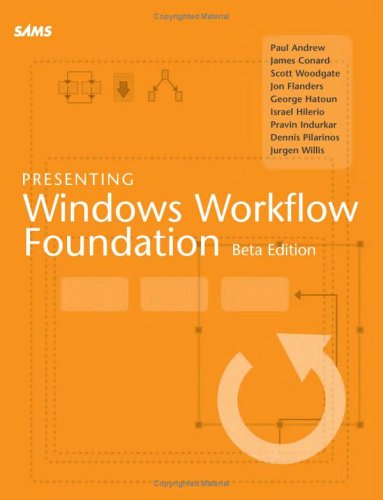 Copyrighted Material
SAMS
Paul Andrew
James Conard
Scott Woodgate
Jon Flanders
George Hatoun
Israel Hilerio
Pravin Indurkar
Dennis Pilarinos
Jurgen Willis
PRESENTING
Windows Workflow
Foundation Beta Edition
Copyrighted Material